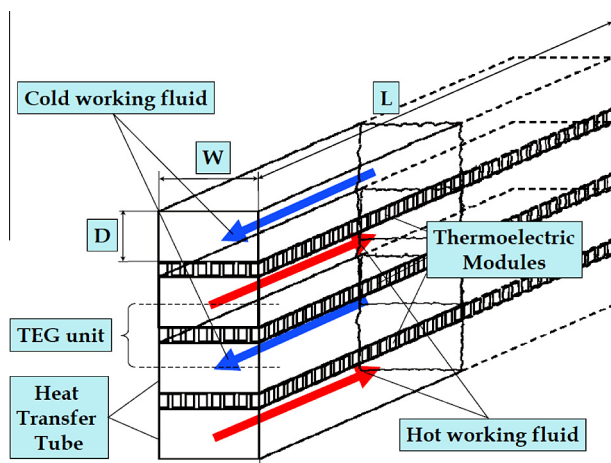 Cold working fluid
L
W
D
Thermoelectric
Modules
TEG unit
Heat
Transfer
Tube
Hot working fluid